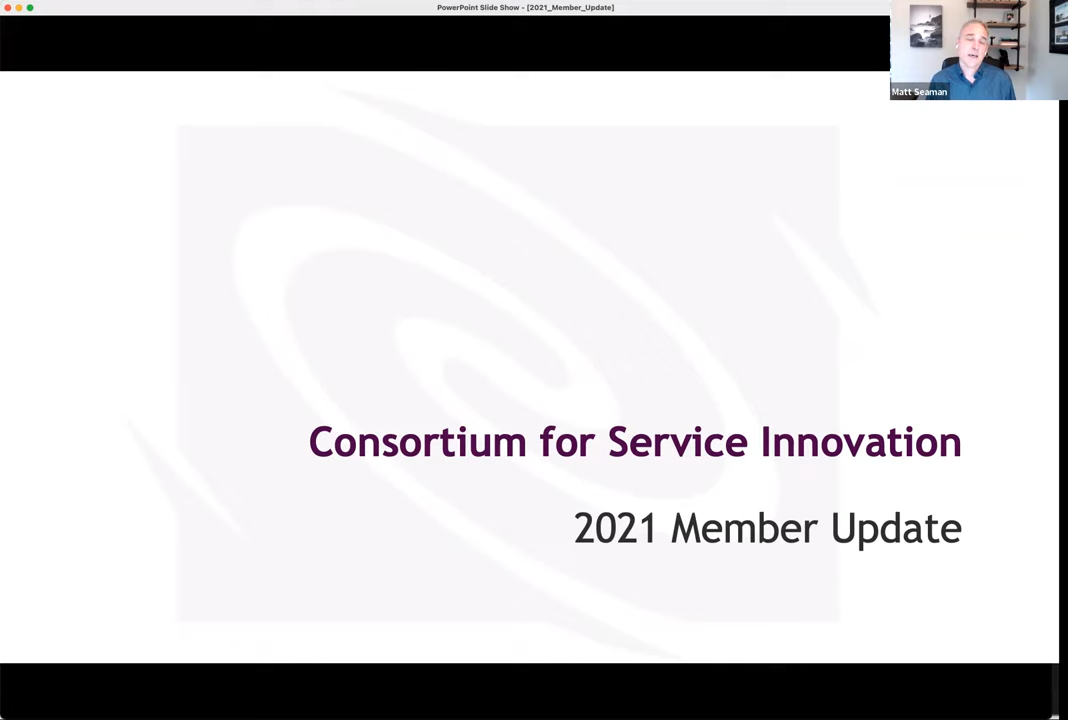 PowerPoint Slide Show - [2021_Member_Update]
Matt Seaman
Consortium for Service Innovation
2021 Member Update